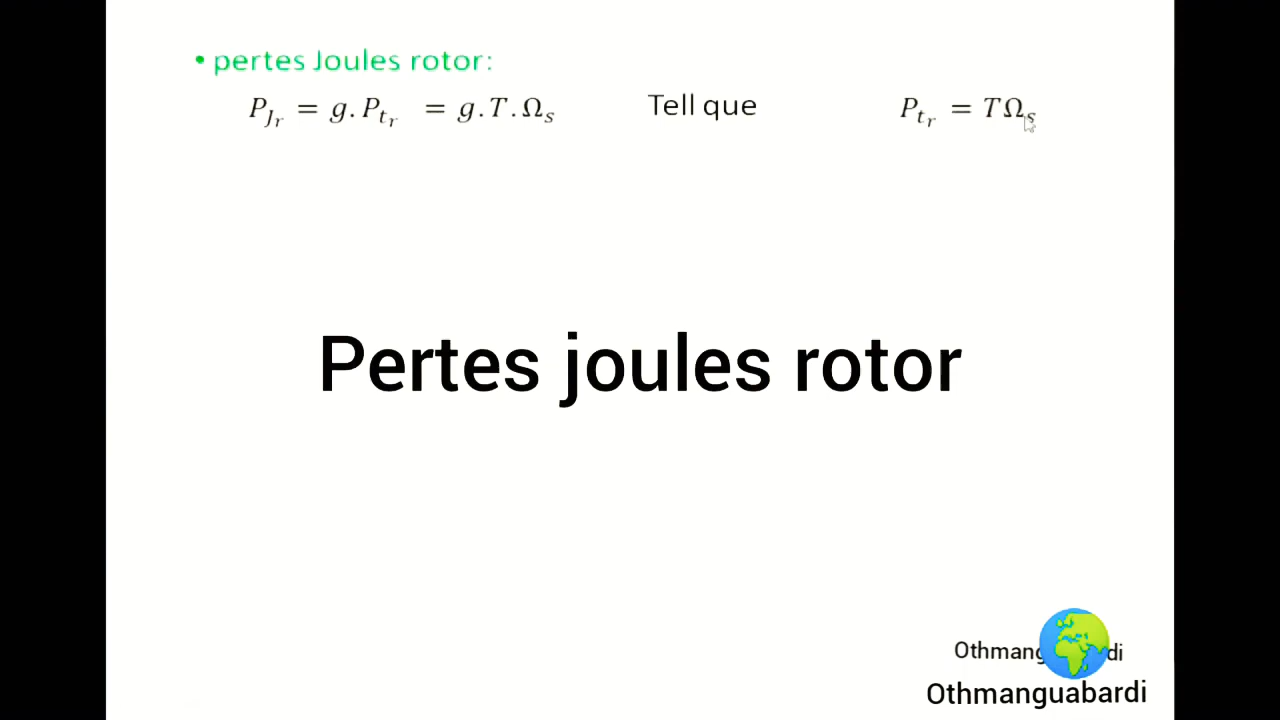 • pertes Joules rotor:
P_{J_r} = g. P_{t_r} = g. T. Ω_s Tell que P_{t_r} = TΩ_s
Pertes joules rotor
Othmanguabardi